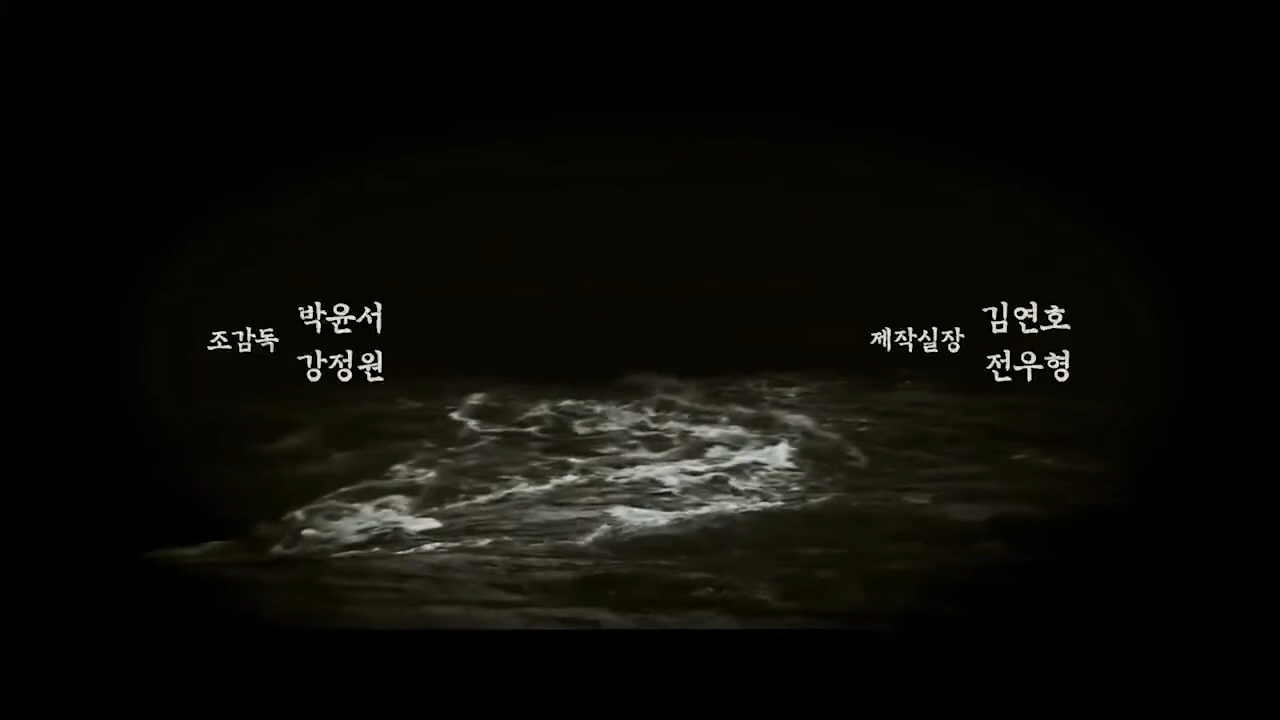 조감독 박윤서
강정원
제작실장 김연호
전우형